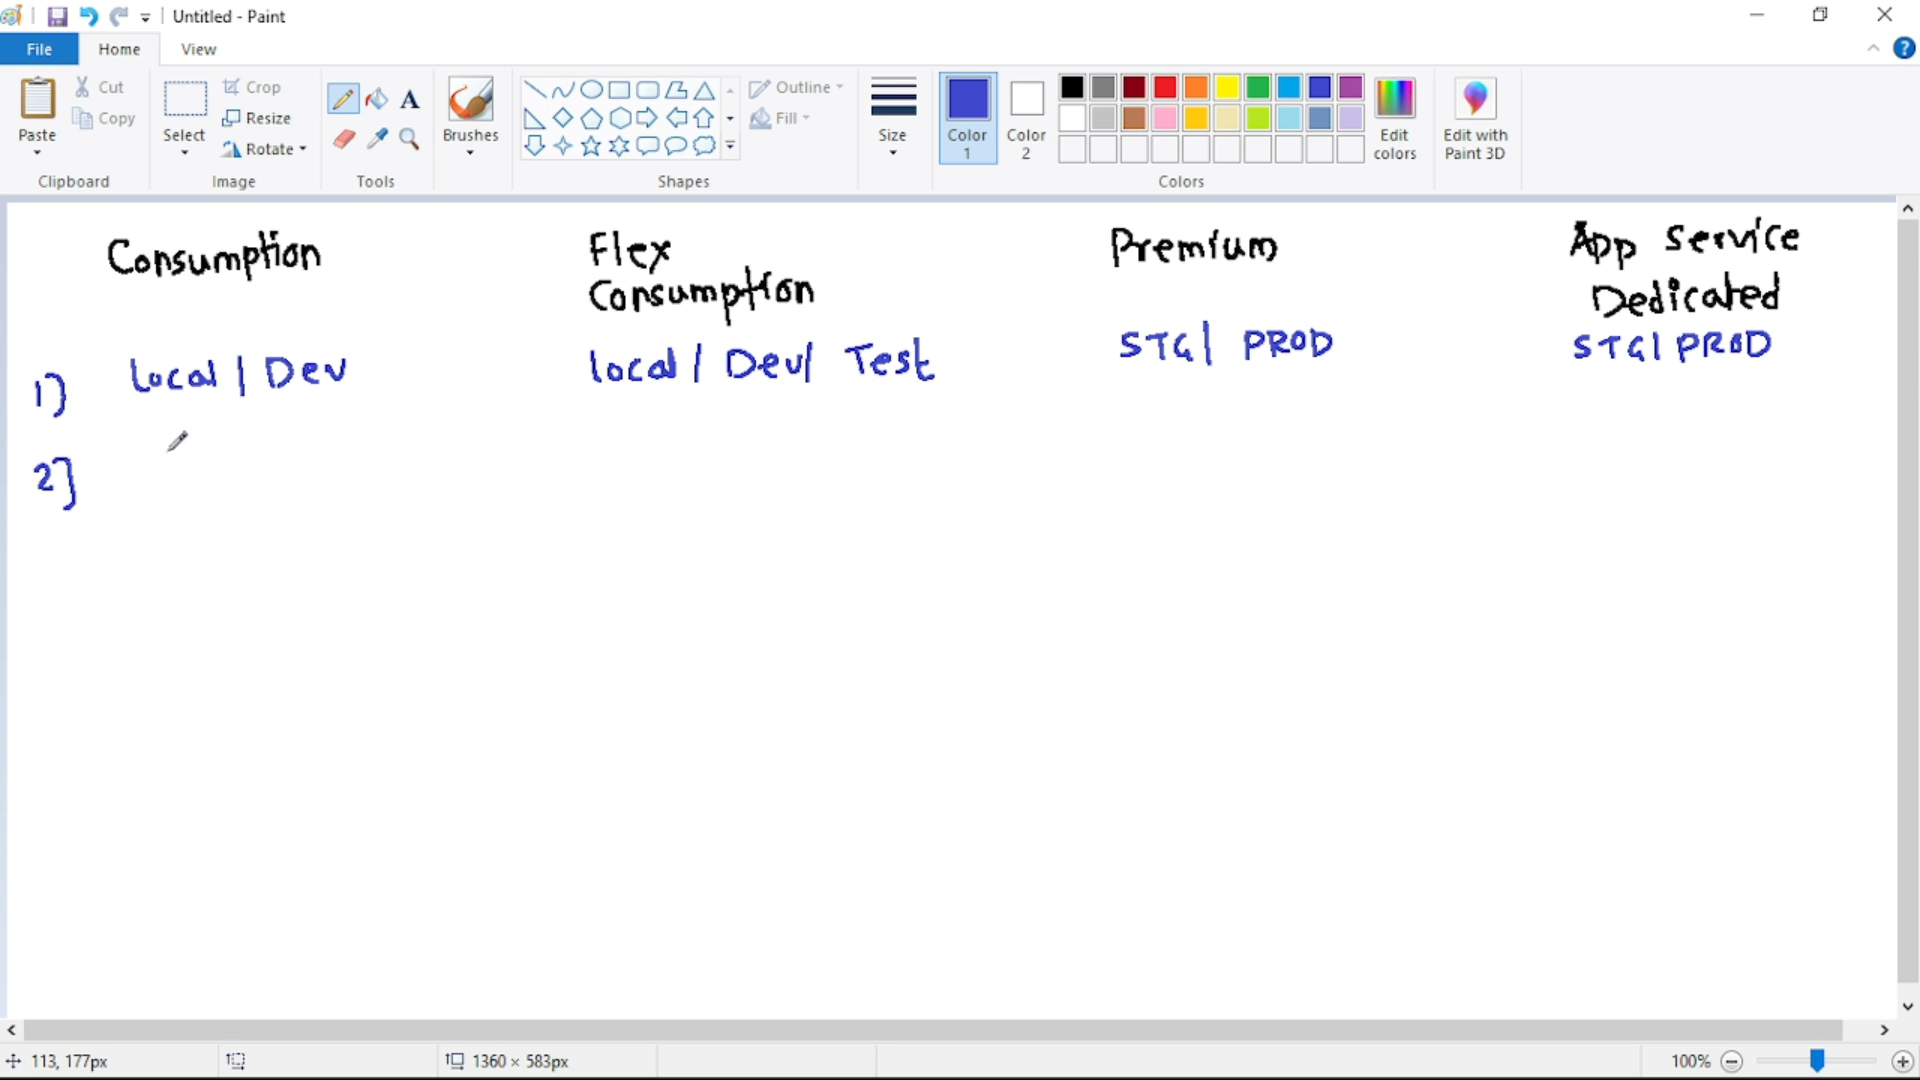 Untitled - Paint
File Home View
Paste
Cut
Copy
Clipboard
Select
Crop
Resize
Rotate
Image
Tools
Brushes
Shapes
Outline
Fill
Size
Color 1
Color 2
Colors
Edit colors
Edit with Paint 3D
Consumption
Flex
Consumption
Premium
App Service
Dedicated
1) Local | Dev
local | Dev| Test
STG| PROD
STG| PROD
2]
113, 177px
1360 × 583px
100%